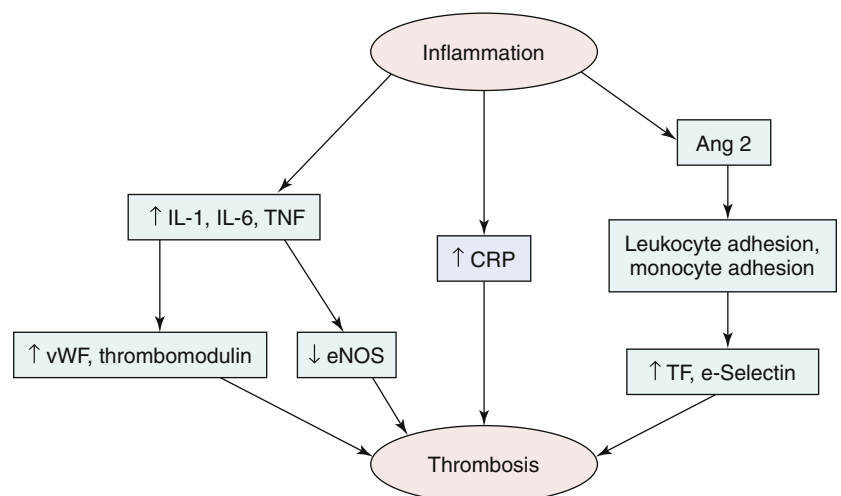 Inflammation
Ang 2
↑ IL-1, IL-6, TNF
↑ CRP
Leukocyte adhesion,
monocyte adhesion
↑ vWF, thrombomodulin
↓ eNOS
↑ TF, e-Selectin
Thrombosis